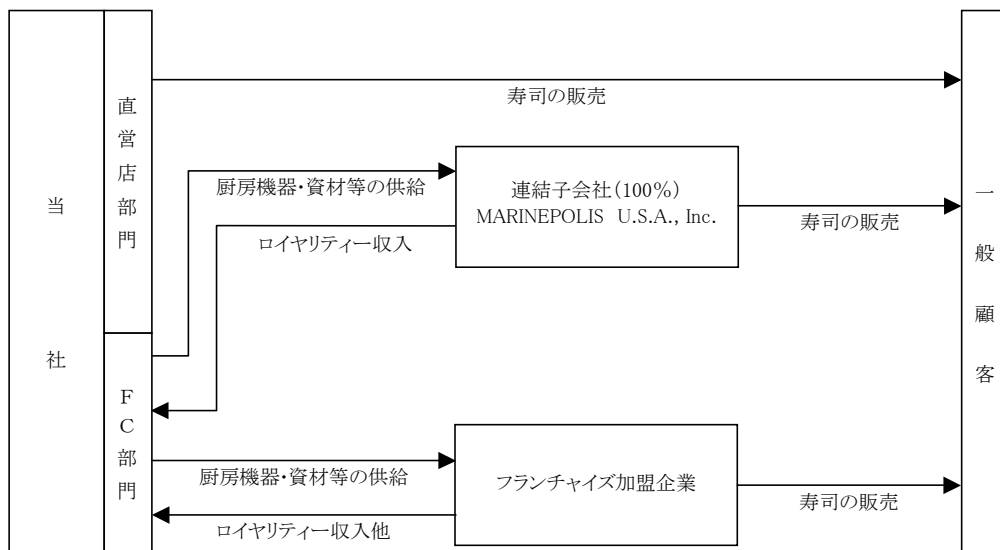 当社
直営店部門
FC部門
寿司の販売
厨房機器・資材等の供給
連結子会社(100%)
MARINEPOLIS U.S.A., Inc.
寿司の販売
ロイヤリティー収入
厨房機器・資材等の供給
フランチャイズ加盟企業
寿司の販売
ロイヤリティー収入他
一般顧客